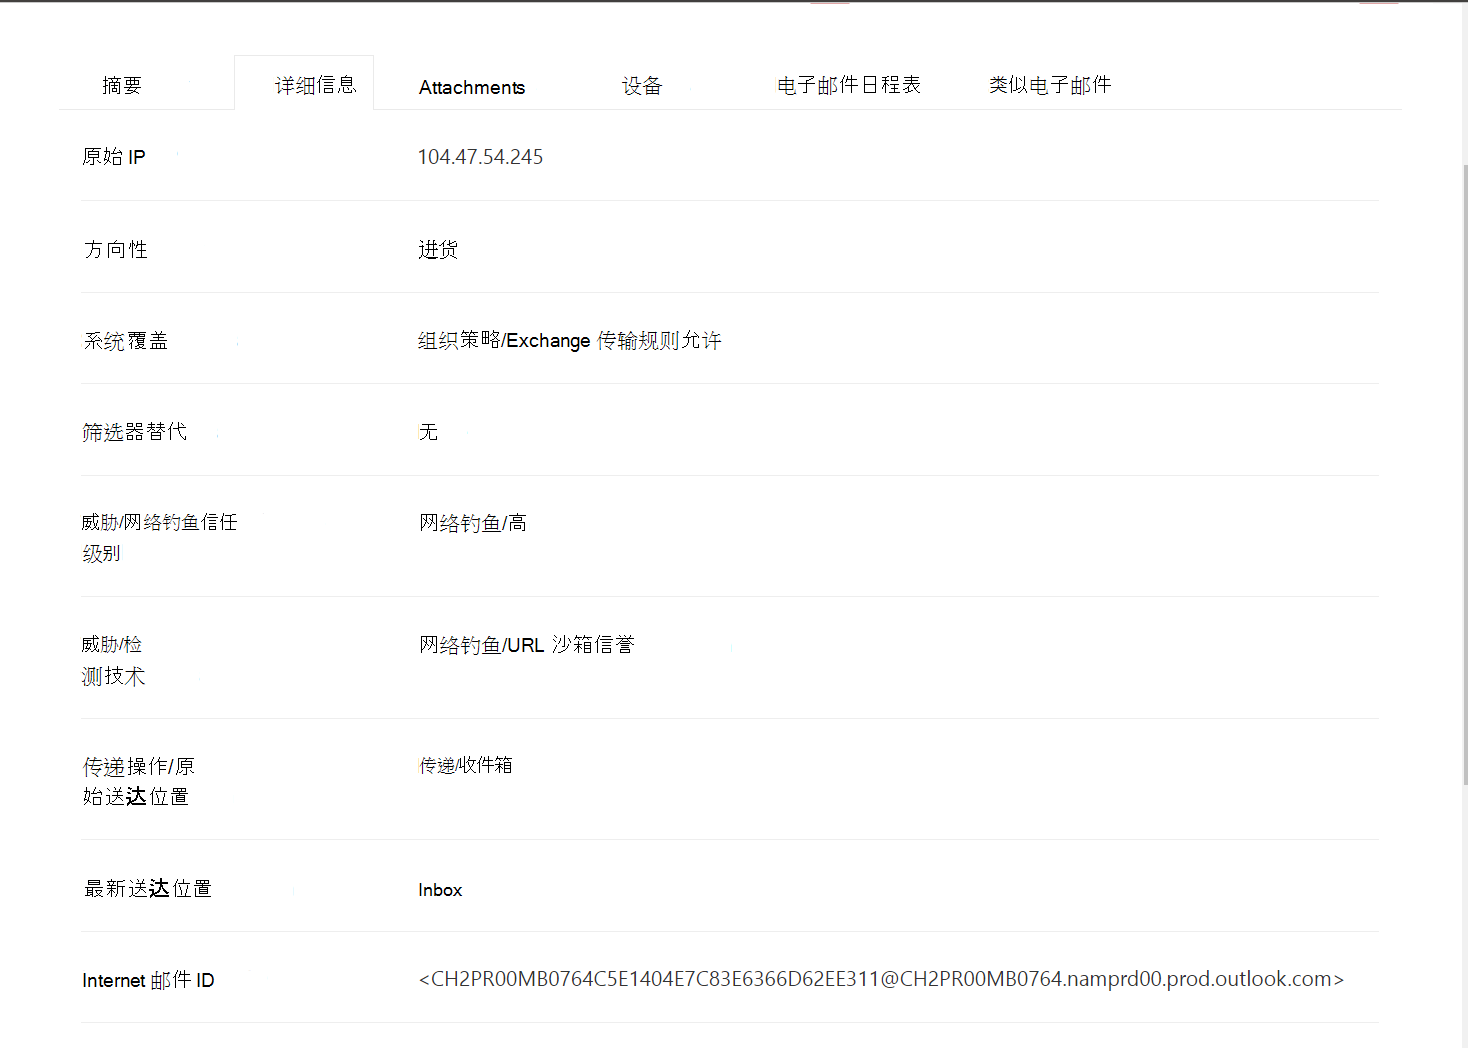 摘要 详细信息 Attachments 设备 电子邮件日程表 类似电子邮件
原始 IP 104.47.54.245
方向性 进货
系统覆盖 组织策略/Exchange 传输规则允许
筛选器替代 无
威胁/网络钓鱼信任 网络钓鱼/高
级别
威胁/检 网络钓鱼/URL 沙箱信誉
测技术
传递操作/原 传递/收件箱
始送达位置
最新送达位置 Inbox
Internet 邮件 ID <CH2PR00MB0764C5E1404E7C83E6366D62EE311@CH2PR00MB0764.namprd00.prod.outlook.com>